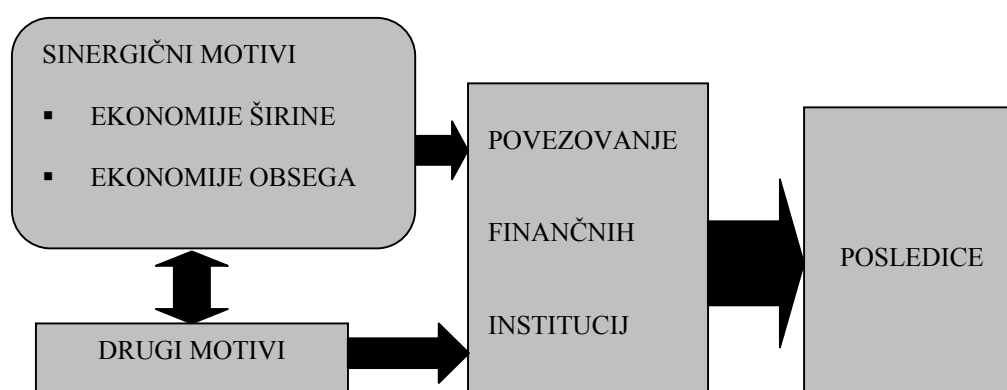 SINERGIČNI MOTIVI
▪ EKONOMIJE ŠIRINE
▪ EKONOMIJE OBSEGA
DRUGI MOTIVI
POVEZOVANJE
FINANČNIH
INSTITUCIJ
POSLEDICE